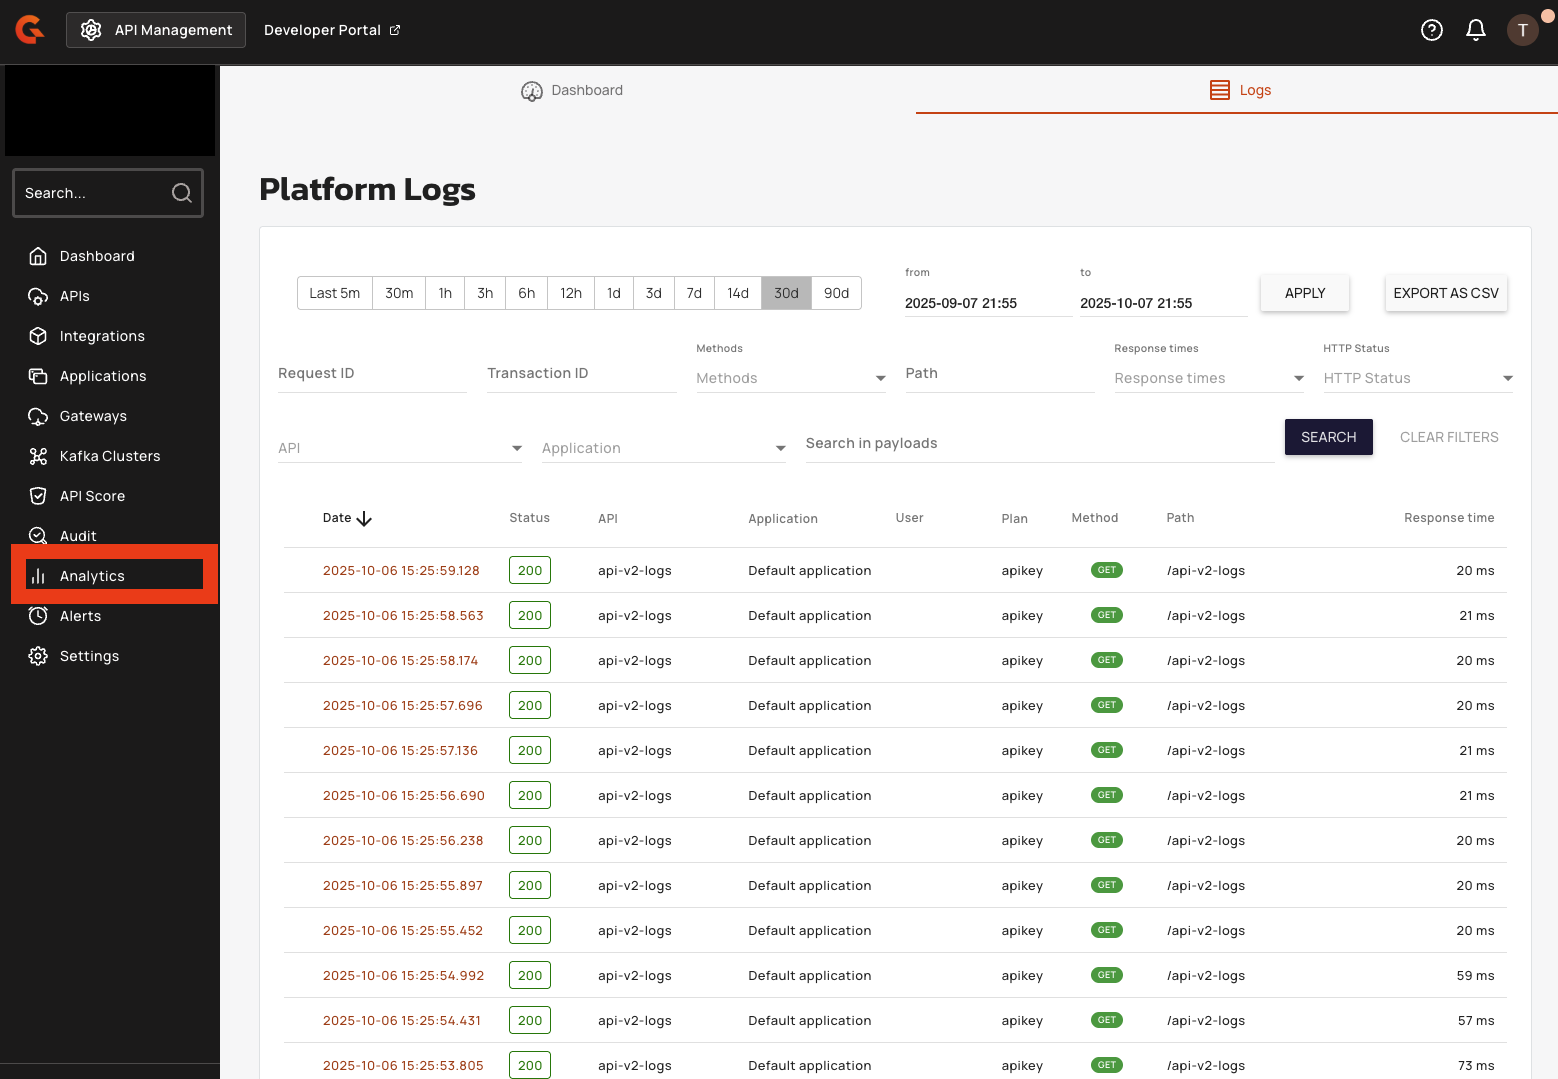 API Management
Developer Portal
T
Dashboard
Logs
Search...
Dashboard
APIs
Integrations
Applications
Gateways
Kafka Clusters
API Score
Audit
Analytics
Alerts
Settings
Platform Logs
Last 5m 30m 1h 3h 6h 12h 1d 3d 7d 14d 30d 90d
from
2025-09-07 21:55
to
2025-10-07 21:55
APPLY
EXPORT AS CSV
Request ID
Transaction ID
Methods
Methods
Path
Response times
Response times
HTTP Status
HTTP Status
API
Application
Search in payloads
SEARCH
CLEAR FILTERS
Date Status API Application User Plan Method Path Response time
2025-10-06 15:25:59.128 200 api-v2-logs Default application apikey GET /api-v2-logs 20 ms
2025-10-06 15:25:58.563 200 api-v2-logs Default application apikey GET /api-v2-logs 21 ms
2025-10-06 15:25:58.174 200 api-v2-logs Default application apikey GET /api-v2-logs 20 ms
2025-10-06 15:25:57.696 200 api-v2-logs Default application apikey GET /api-v2-logs 20 ms
2025-10-06 15:25:57.136 200 api-v2-logs Default application apikey GET /api-v2-logs 21 ms
2025-10-06 15:25:56.690 200 api-v2-logs Default application apikey GET /api-v2-logs 21 ms
2025-10-06 15:25:56.238 200 api-v2-logs Default application apikey GET /api-v2-logs 20 ms
2025-10-06 15:25:55.897 200 api-v2-logs Default application apikey GET /api-v2-logs 20 ms
2025-10-06 15:25:55.452 200 api-v2-logs Default application apikey GET /api-v2-logs 20 ms
2025-10-06 15:25:54.992 200 api-v2-logs Default application apikey GET /api-v2-logs 59 ms
2025-10-06 15:25:54.431 200 api-v2-logs Default application apikey GET /api-v2-logs 57 ms
2025-10-06 15:25:53.805 200 api-v2-logs Default application apikey GET /api-v2-logs 73 ms